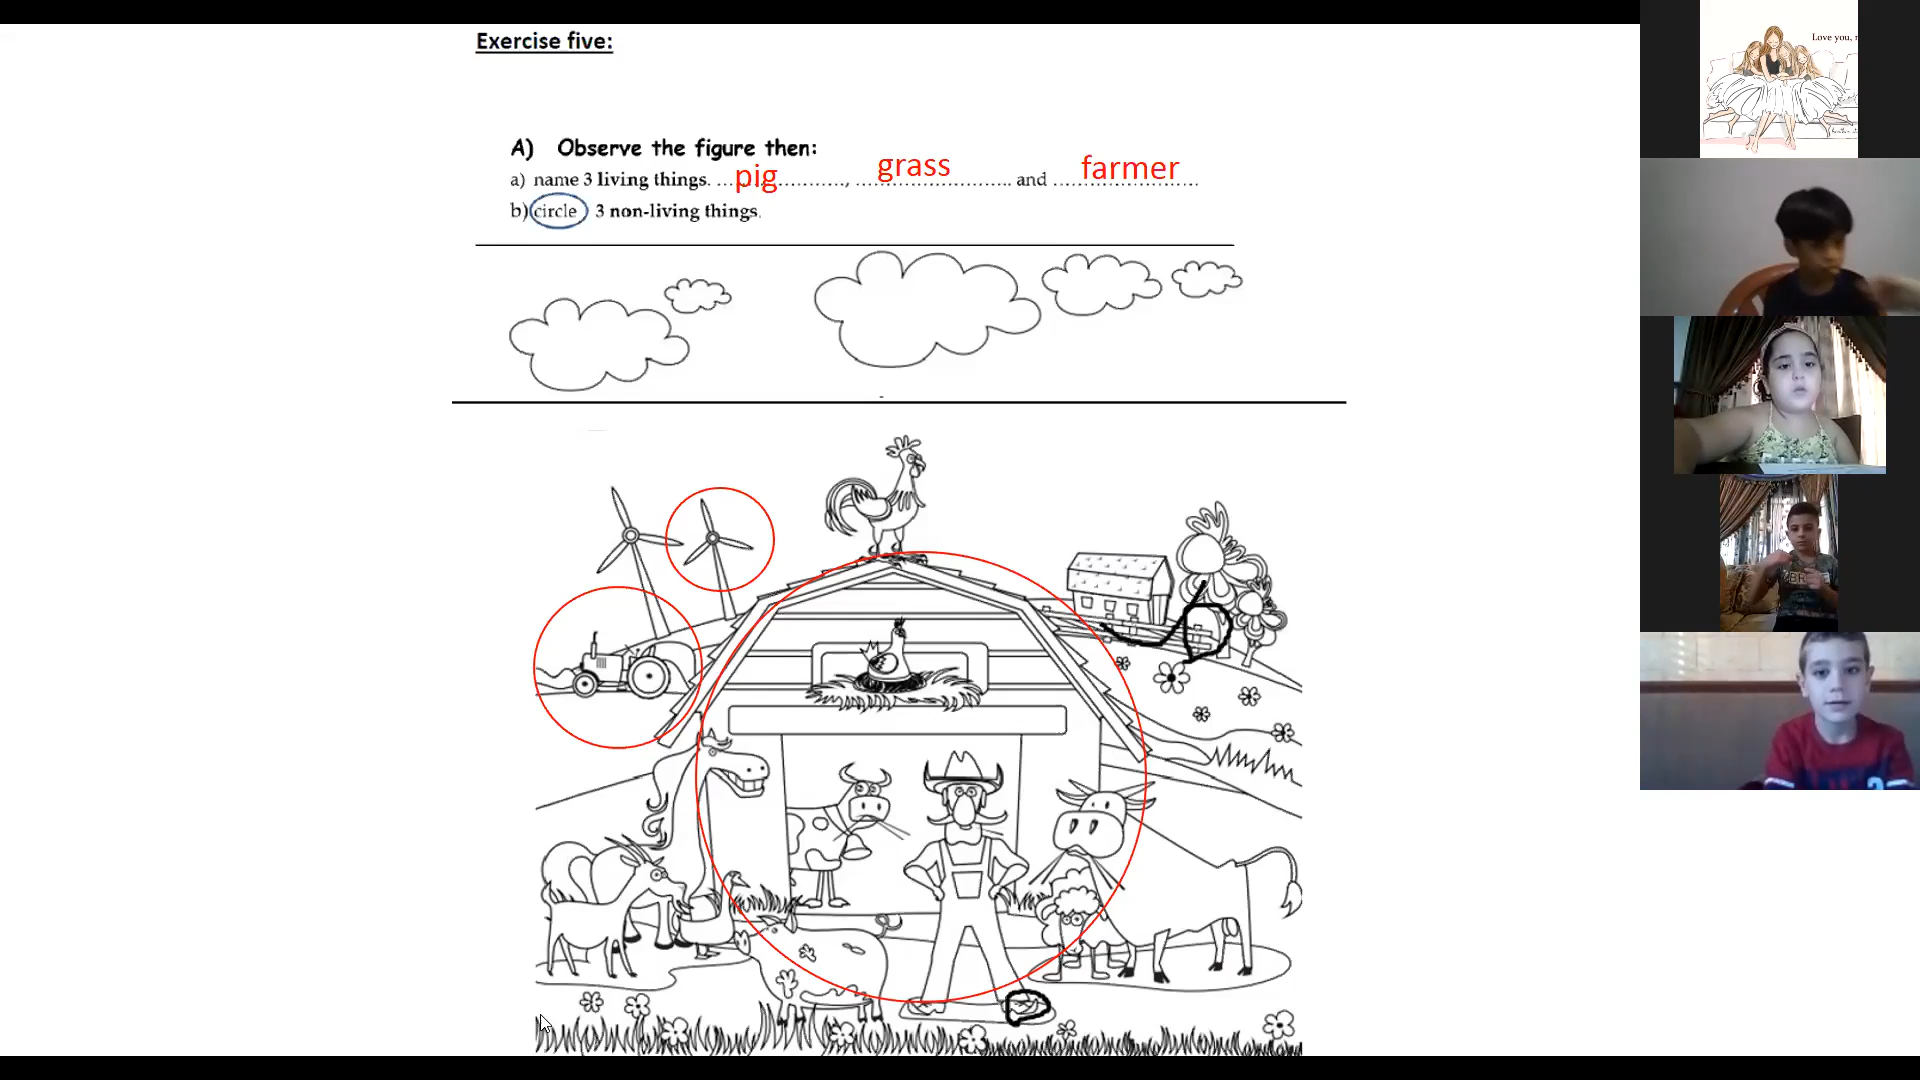 Exercise five:
Love you,
A) Observe the figure then:
a) name 3 living things. ... pig ..............., ... grass ............... and ... farmer ...............
b) circle 3 non-living things.